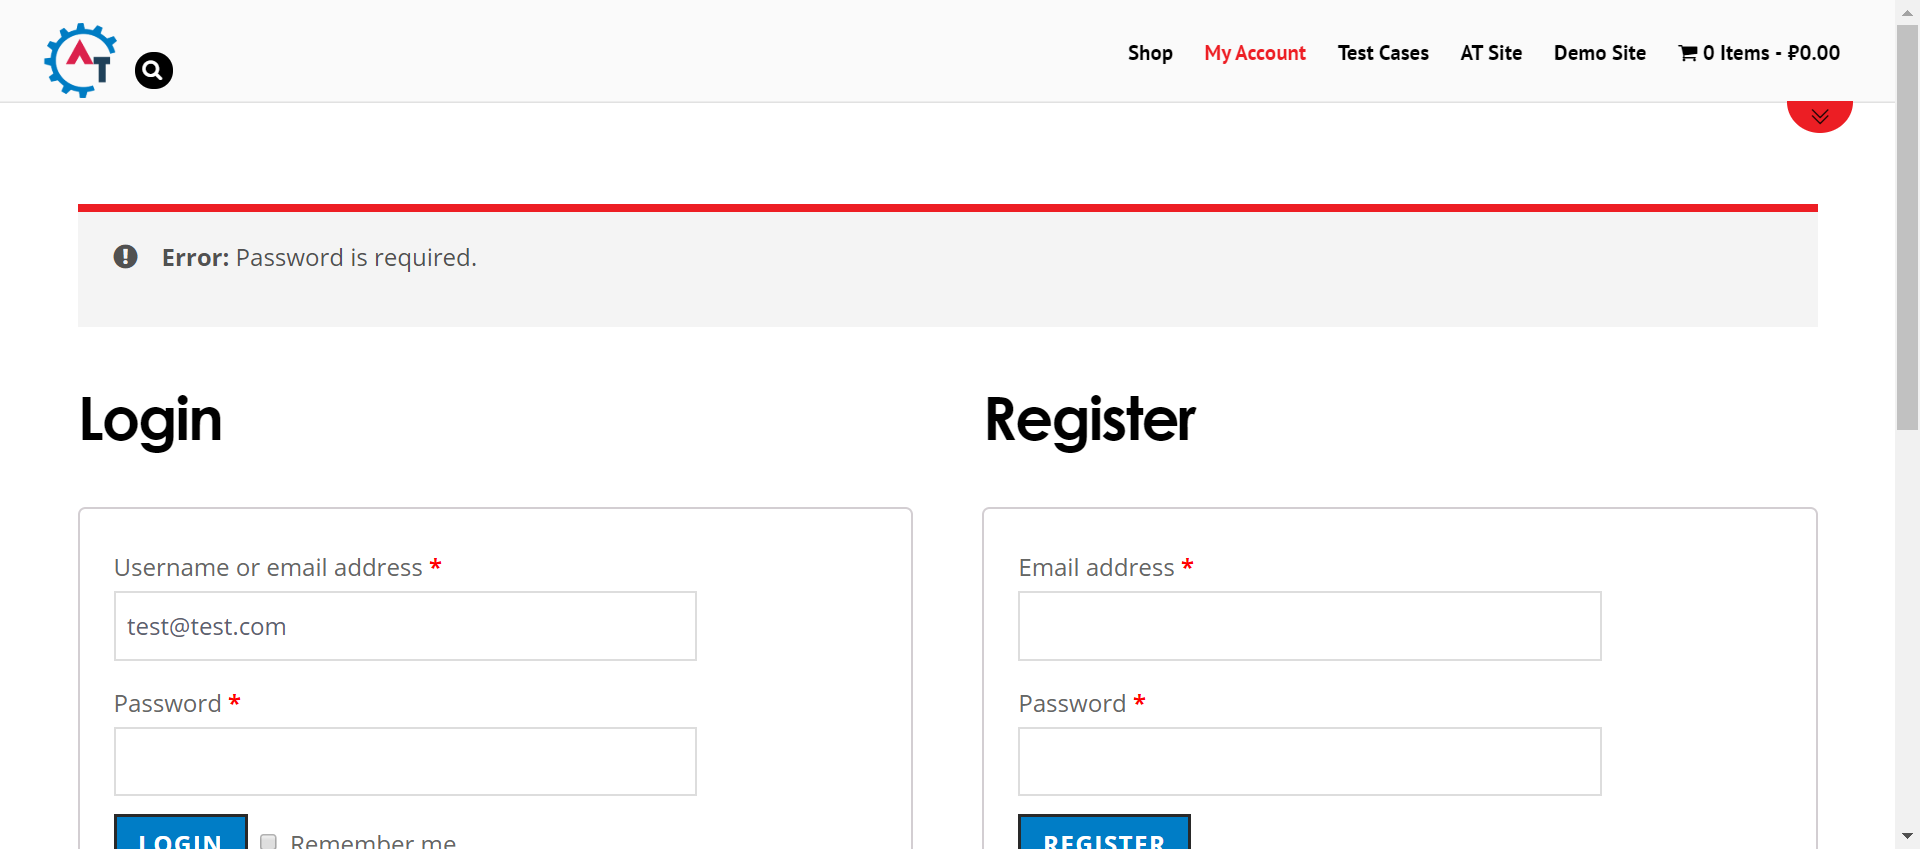 AT
Shop My Account Test Cases AT Site Demo Site 0 Items - ₽0.00
Error: Password is required.
Login
Register
Username or email address *
test@test.com
Password *
LOGIN Remember me
Email address *
Password *
REGISTER